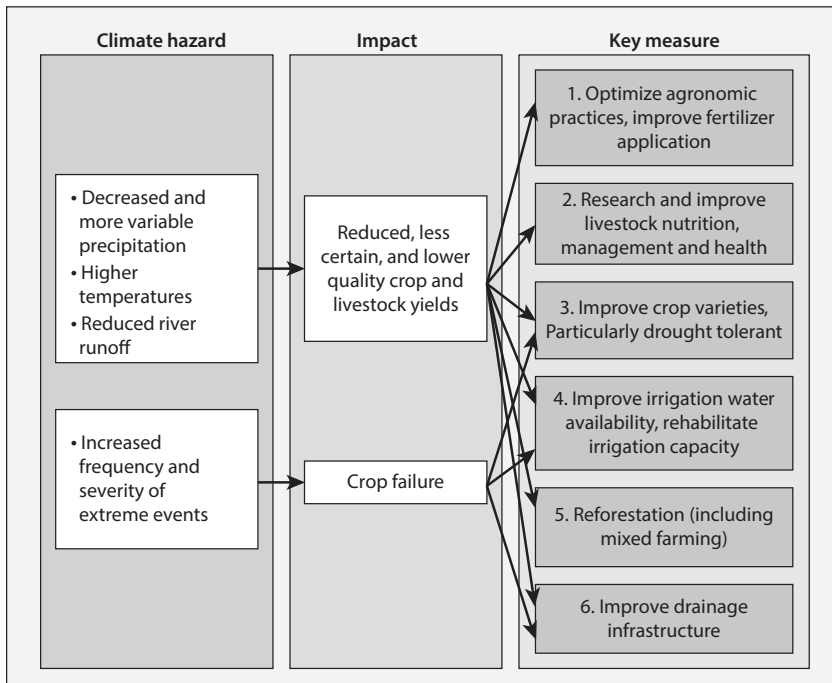 Climate hazard
Impact
Key measure
• Decreased and
more variable
precipitation
• Higher
temperatures
• Reduced river
runoff
• Increased
frequency and
severity of
extreme events
Reduced, less
certain, and lower
quality crop and
livestock yields
Crop failure
1. Optimize agronomic
practices, improve fertilizer
application
2. Research and improve
livestock nutrition,
management and health
3. Improve crop varieties,
Particularly drought tolerant
4. Improve irrigation water
availability, rehabilitate
irrigation capacity
5. Reforestation (including
mixed farming)
6. Improve drainage
infrastructure